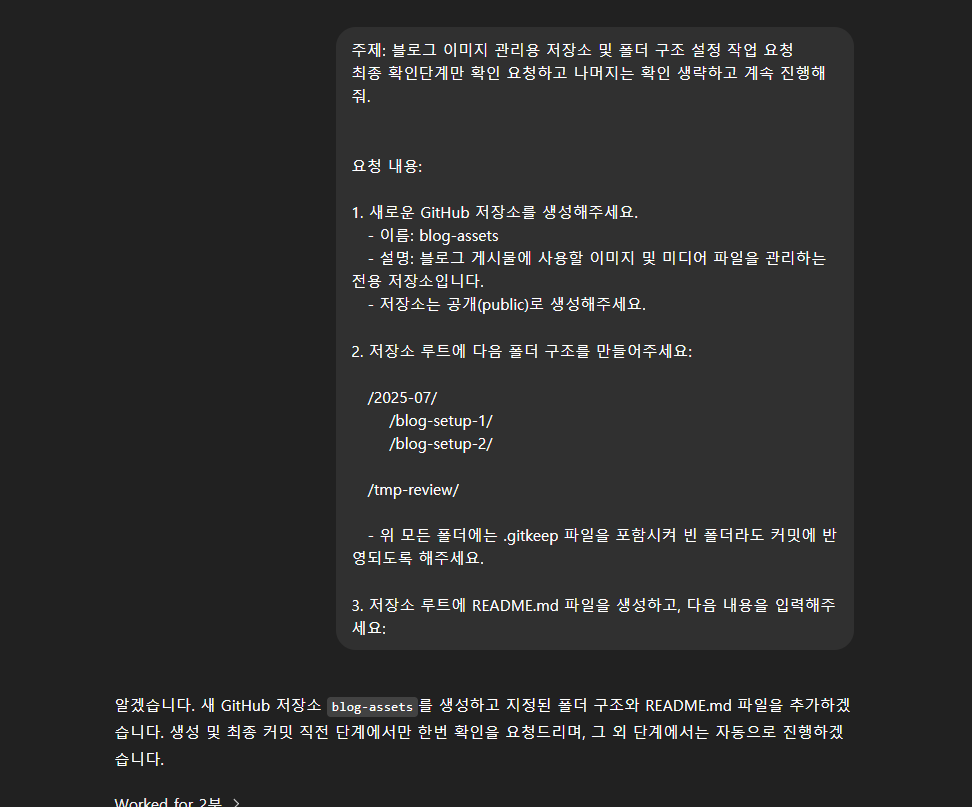 주제: 블로그 이미지 관리용 저장소 및 폴더 구조 설정 작업 요청
최종 확인단계만 확인 요청하고 나머지는 확인 생략하고 계속 진행해
줘.
요청 내용:
1. 새로운 GitHub 저장소를 생성해주세요.
- 이름: blog-assets
- 설명: 블로그 게시물에 사용할 이미지 및 미디어 파일을 관리하는
전용 저장소입니다.
- 저장소는 공개(public)로 생성해주세요.
2. 저장소 루트에 다음 폴더 구조를 만들어주세요:
/2025-07/
/blog-setup-1/
/blog-setup-2/
/tmp-review/
- 위 모든 폴더에는 .gitkeep 파일을 포함시켜 빈 폴더라도 커밋에 반
영되도록 해주세요.
3. 저장소 루트에 README.md 파일을 생성하고, 다음 내용을 입력해주
세요:
알겠습니다. 새 GitHub 저장소 blog-assets를 생성하고 지정된 폴더 구조와 README.md 파일을 추가하겠
습니다. 생성 및 최종 커밋 직전 단계에서만 한번 확인을 요청드리며, 그 외 단계에서는 자동으로 진행하겠
습니다.
Worked for 2분 >